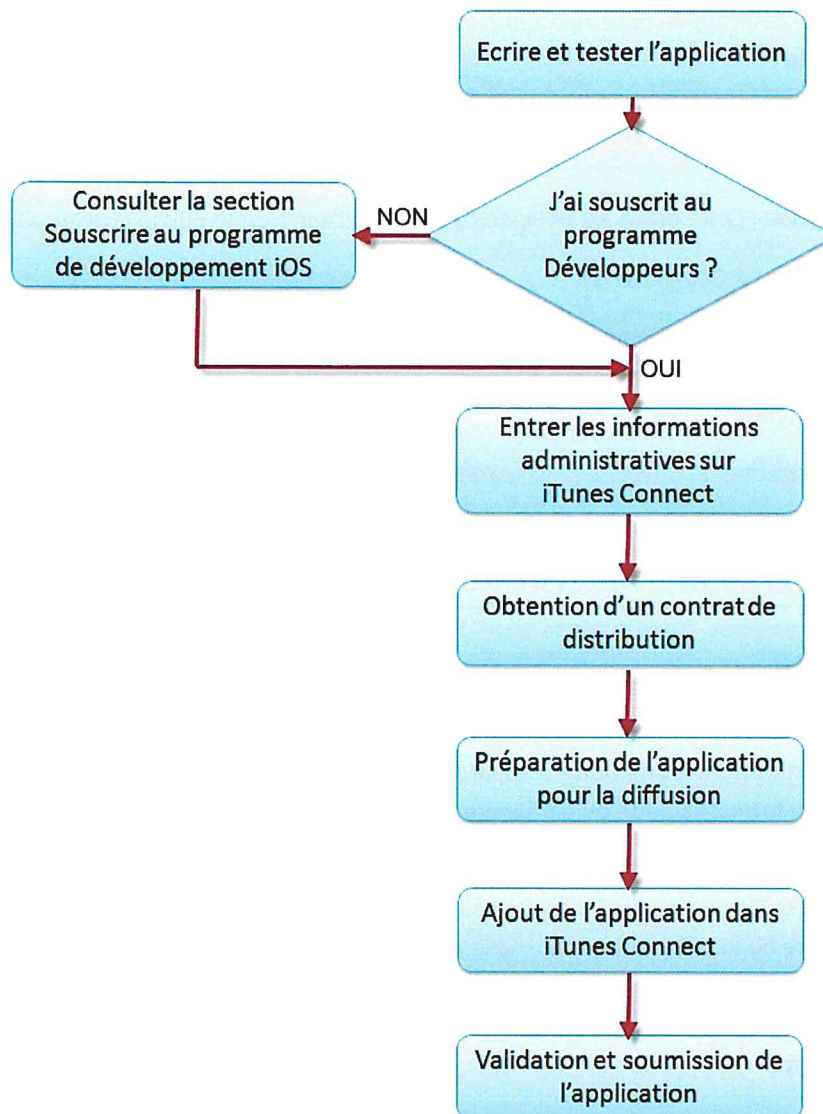 Ecrire et tester l'application
J'ai souscrit au
programme
Développeurs ?
NON
Consulter la section
Souscrire au programme
de développement iOS
OUI
Entrer les informations
administratives sur
iTunes Connect
Obtention d'un contrat de
distribution
Préparation de l'application
pour la diffusion
Ajout de l'application dans
iTunes Connect
Validation et soumission de
l'application